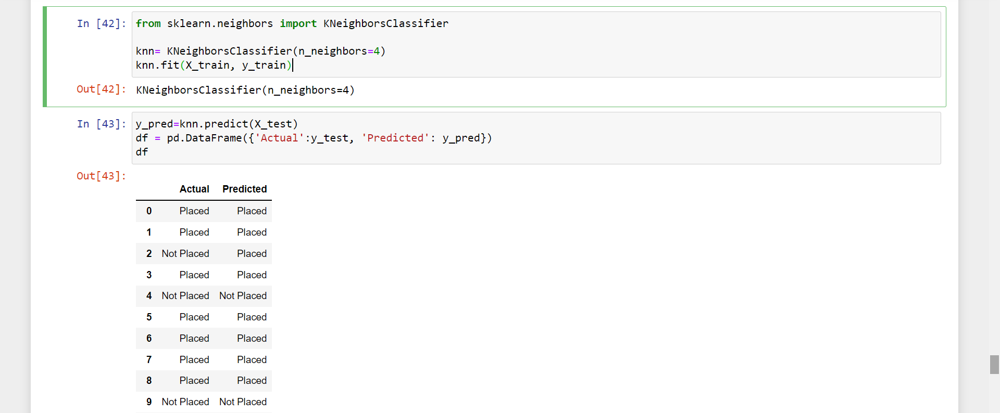 In [42]: from sklearn.neighbors import KNeighborsClassifier
knn= KNeighborsClassifier(n_neighbors=4)
knn.fit(X_train, y_train)
Out[42]: KNeighborsClassifier(n_neighbors=4)
In [43]: y_pred=knn.predict(X_test)
df = pd.DataFrame({'Actual':y_test, 'Predicted': y_pred})
df
Out[43]:
Actual Predicted
0 Placed Placed
1 Placed Placed
2 Not Placed Placed
3 Placed Placed
4 Not Placed Not Placed
5 Placed Placed
6 Placed Placed
7 Placed Placed
8 Placed Placed
9 Not Placed Not Placed